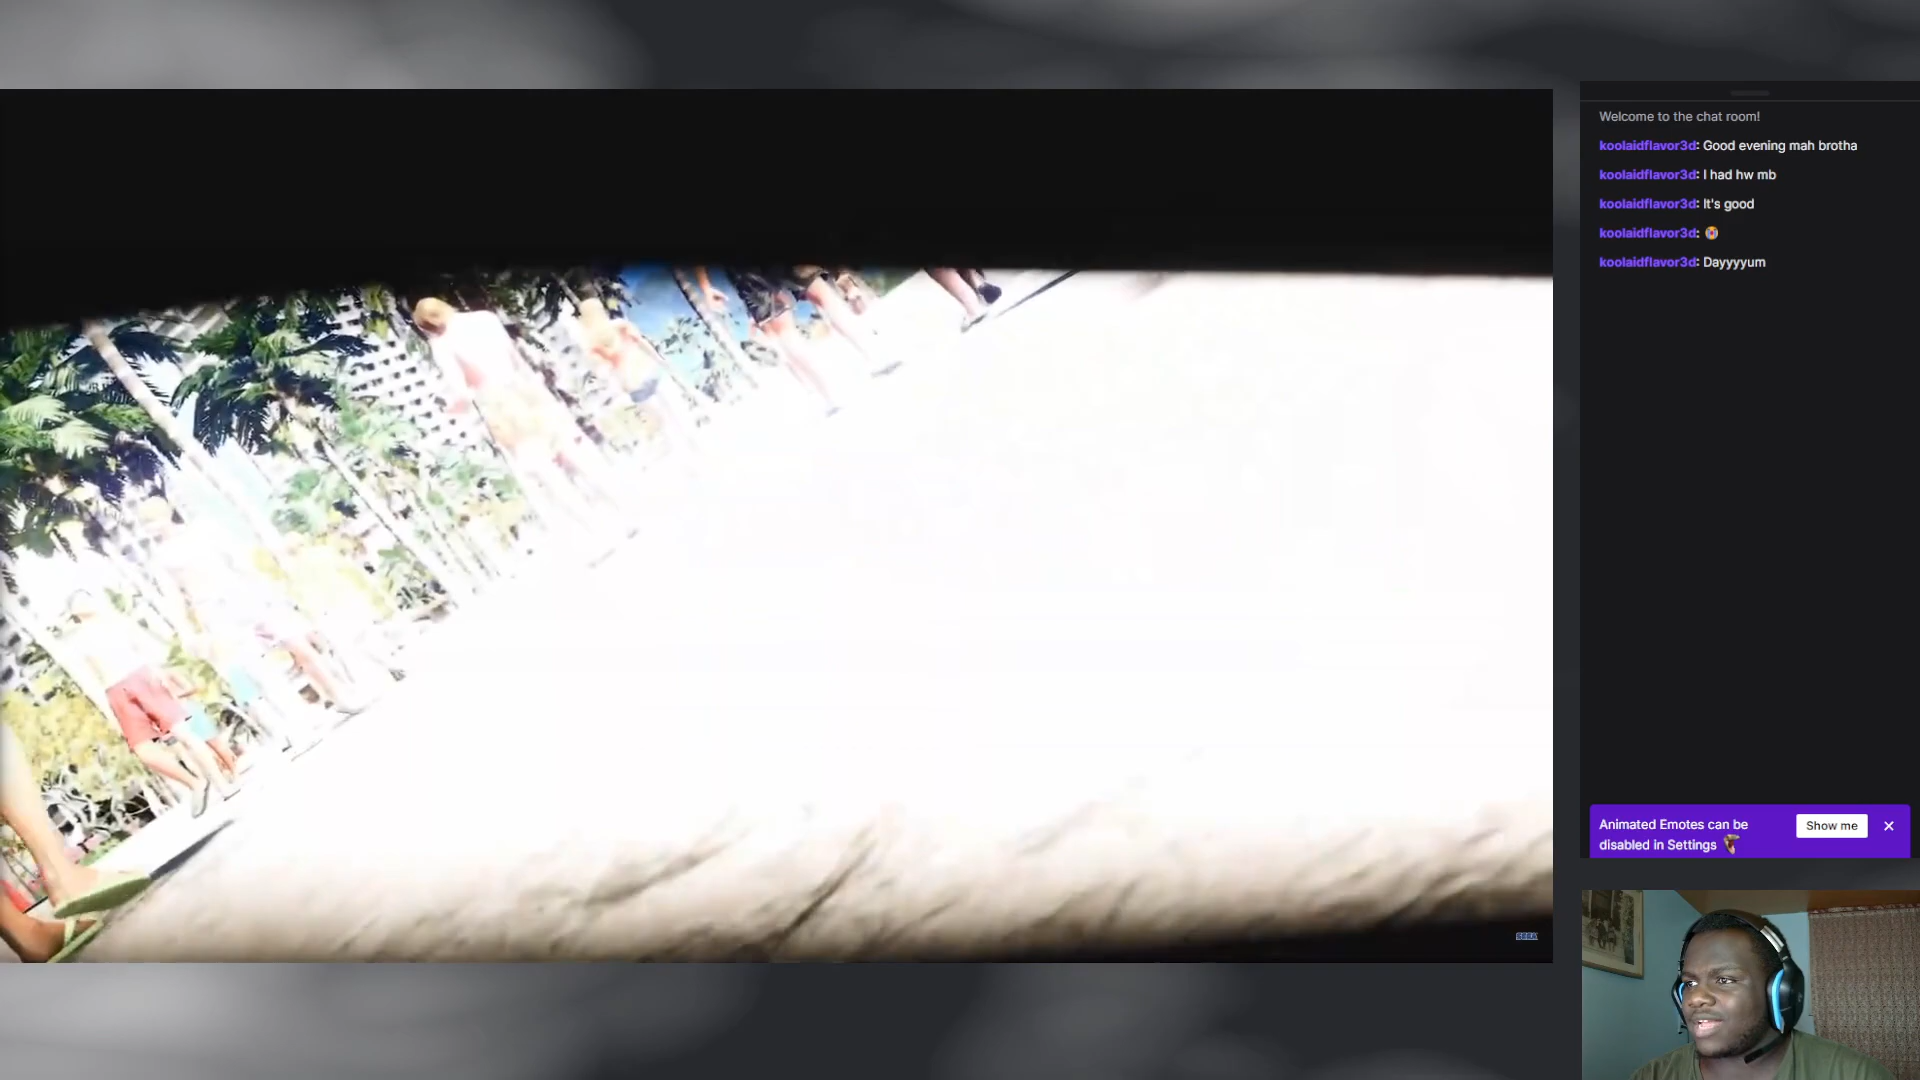 Welcome to the chat room!
koolaidflavor3d: Good evening mah brotha
koolaidflavor3d: I had hw mb
koolaidflavor3d: It's good
koolaidflavor3d:
koolaidflavor3d: Dayyyyum
Animated Emotes can be
disabled in Settings
Show me
SEGA